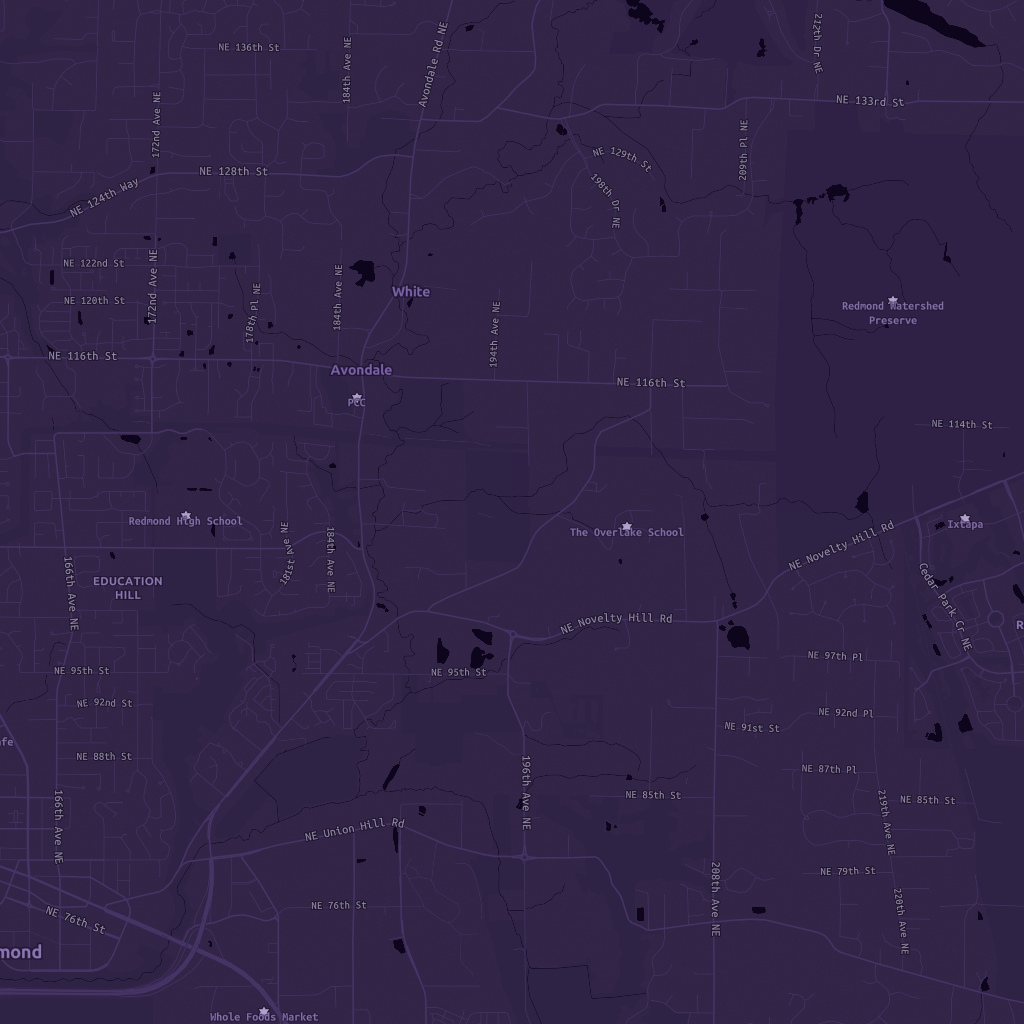 NE 136th St
184th Ave NE
Avondale Rd NE
212th Dr NE
NE 133rd St
172nd Ave NE
209th Pl NE
NE 129th St
NE 128th St
NE 124th Way
198th Dr NE
NE 122nd St
172nd Ave NE
184th Ave NE
178th Pl NE
White
NE 120th St
194th Ave NE
Redmond Watershed
Preserve
NE 116th St
Avondale
NE 116th St
PCC
NE 114th St
Redmond High School
The Overlake School
Ixtapa
NE Novelty Hill Rd
181st Ave NE
184th Ave NE
166th Ave NE
EDUCATION
HILL
Cedar Park Cr NE
NE Novelty Hill Rd
R
NE 97th Pl
NE 95th St
NE 95th St
NE 92nd St
NE 92nd Pl
NE 91st St
afe
NE 88th St
NE 87th Pl
196th Ave NE
NE 85th St
NE 85th St
166th Ave NE
219th Ave NE
NE Union Hill Rd
NE 79th St
208th Ave NE
NE 76th St
NE 76th St
220th Ave NE
mond
Whole Foods Market